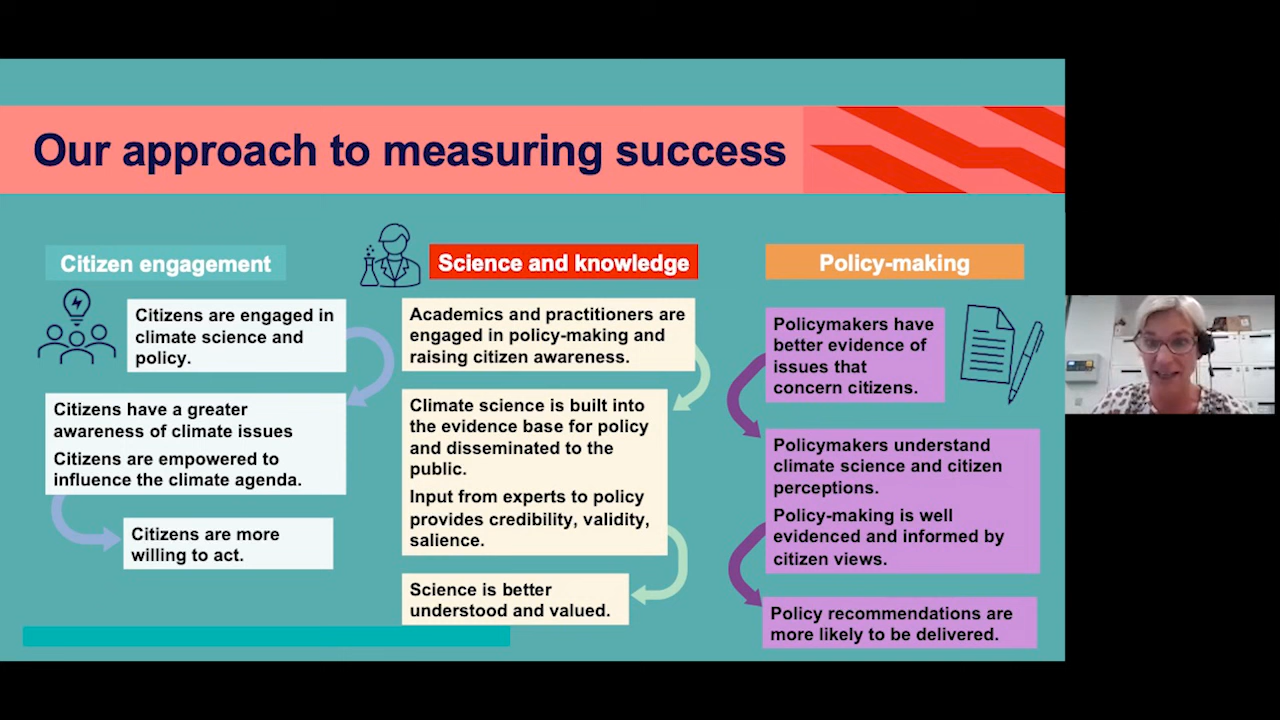 Our approach to measuring success
Citizen engagement
Citizens are engaged in
climate science and
policy.
Citizens have a greater
awareness of climate issues
Citizens are empowered to
influence the climate agenda.
Citizens are more
willing to act.
Science and knowledge
Academics and practitioners are
engaged in policy-making and
raising citizen awareness.
Climate science is built into
the evidence base for policy
and disseminated to the
public.
Input from experts to policy
provides credibility, validity,
salience.
Science is better
understood and valued.
Policy-making
Policymakers have
better evidence of
issues that
concern citizens.
Policymakers understand
climate science and citizen
perceptions.
Policy-making is well
evidenced and informed by
citizen views.
Policy recommendations are
more likely to be delivered.